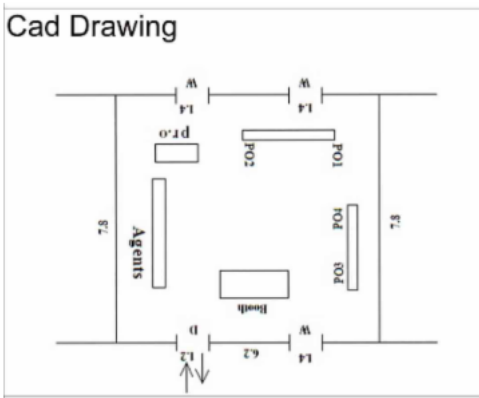 Cad Drawing
W
W
1.4
1.4
pr.o
PO2
PO1
7.8
Agents
PO4
PO3
7.8
Booth
D
W
1.2
6.2
1.4